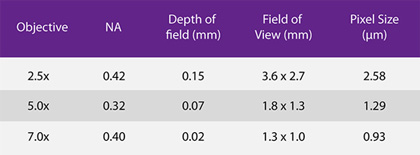 Objective NA Depth of field (mm) Field of View (mm) Pixel Size (μm)
2.5x 0.42 0.15 3.6 x 2.7 2.58
5.0x 0.32 0.07 1.8 x 1.3 1.29
7.0x 0.40 0.02 1.3 x 1.0 0.93